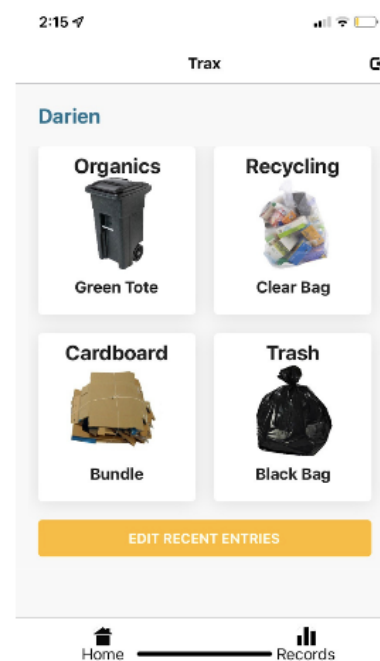 2:15
Trax
Darien
Organics
Green Tote
Recycling
Clear Bag
Cardboard
Bundle
Trash
Black Bag
EDIT RECENT ENTRIES
Home
Records